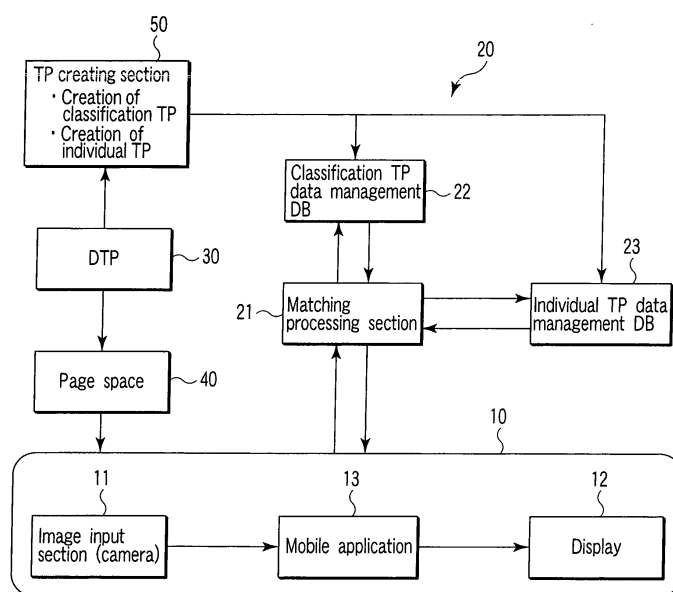 50
TP creating section
・Creation of
classification TP
・Creation of
individual TP
20
Classification TP
data management
DB
22
DTP
30
23
21
Matching
processing section
Individual TP data
management DB
Page space
40
10
11
Image input
section (camera)
13
Mobile application
12
Display